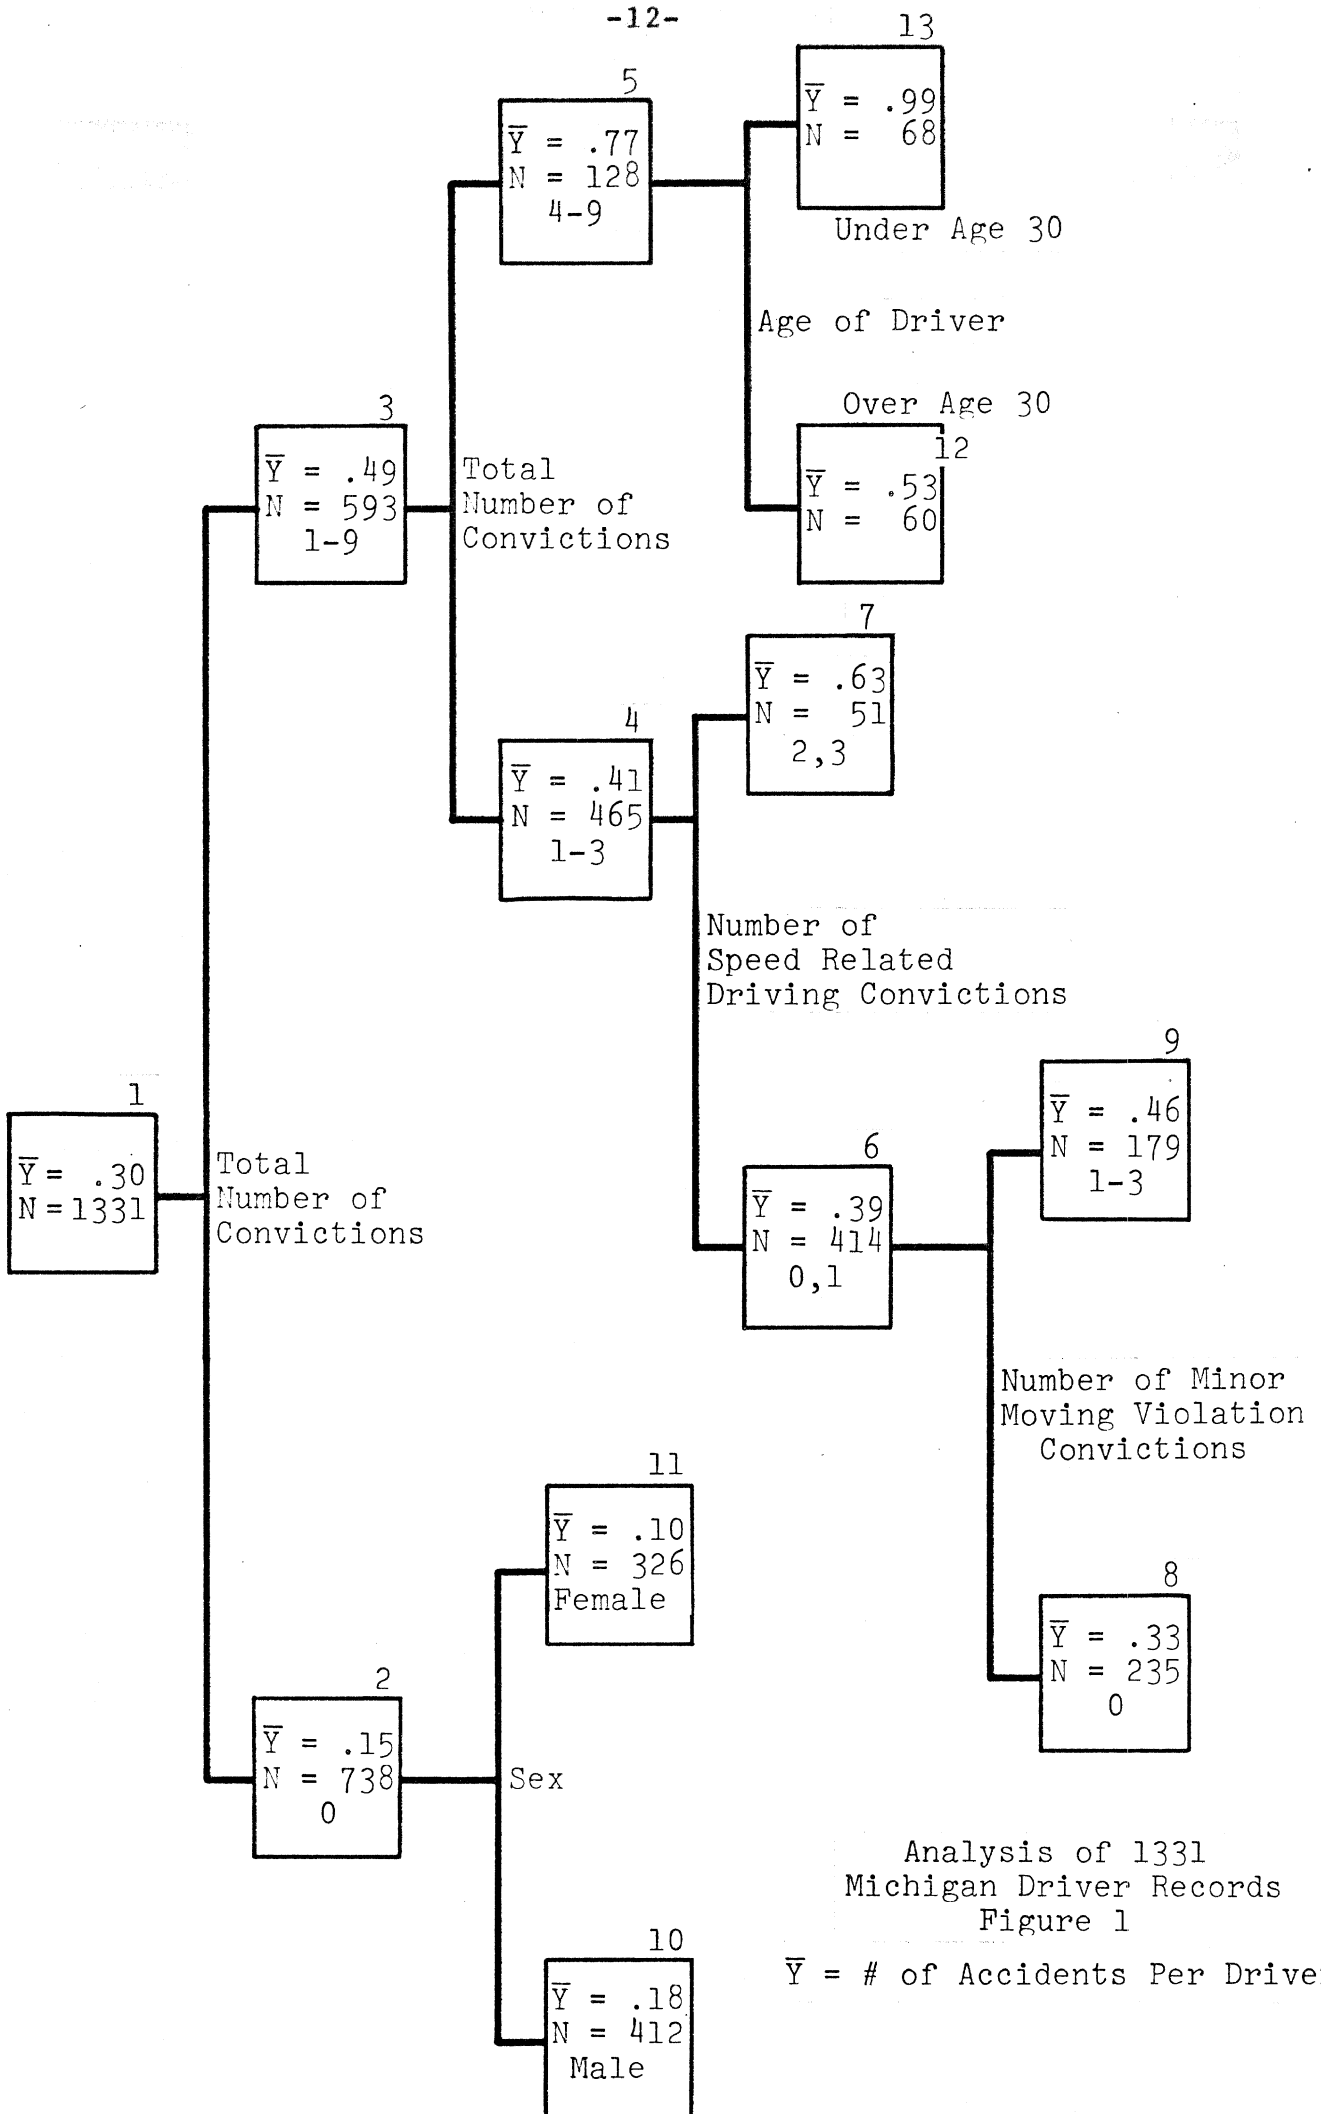 -12-
13
Ȳ = .99
N = 68
Under Age 30
5
Ȳ = .77
N = 128
4-9
Age of Driver
Over Age 30
12
Ȳ = .53
N = 60
3
Ȳ = .49
N = 593
1-9
Total
Number of
Convictions
7
Ȳ = .63
N = 51
2,3
4
Ȳ = .41
N = 465
1-3
Number of
Speed Related
Driving Convictions
9
Ȳ = .46
N = 179
1-3
1
Ȳ = .30
N = 1331
Total
Number of
Convictions
6
Ȳ = .39
N = 414
0,1
Number of Minor
Moving Violation
Convictions
11
Ȳ = .10
N = 326
Female
8
Ȳ = .33
N = 235
0
2
Ȳ = .15
N = 738
0
Sex
10
Ȳ = .18
N = 412
Male
Analysis of 1331
Michigan Driver Records
Figure 1
Ȳ = # of Accidents Per Drive